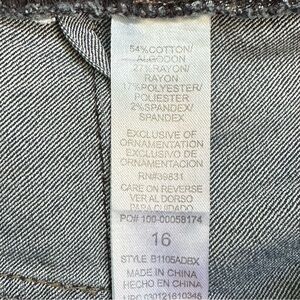 54%COTTON/
ALGODON
27%RAYON/
RAYON
17%POLYESTER/
POLIESTER
2%SPANDEX/
SPANDEX
EXCLUSIVE OF
ORNAMENTATION
EXCLUSIVO DE
ORNAMENTACION
RN#39831
CARE ON REVERSE
VER AL DORSO
PARA CUIDADO
PO# 100-00058174
16
STYLE B1105ADBX
MADE IN CHINA
HECHO EN CHINA
UPC 030121610346